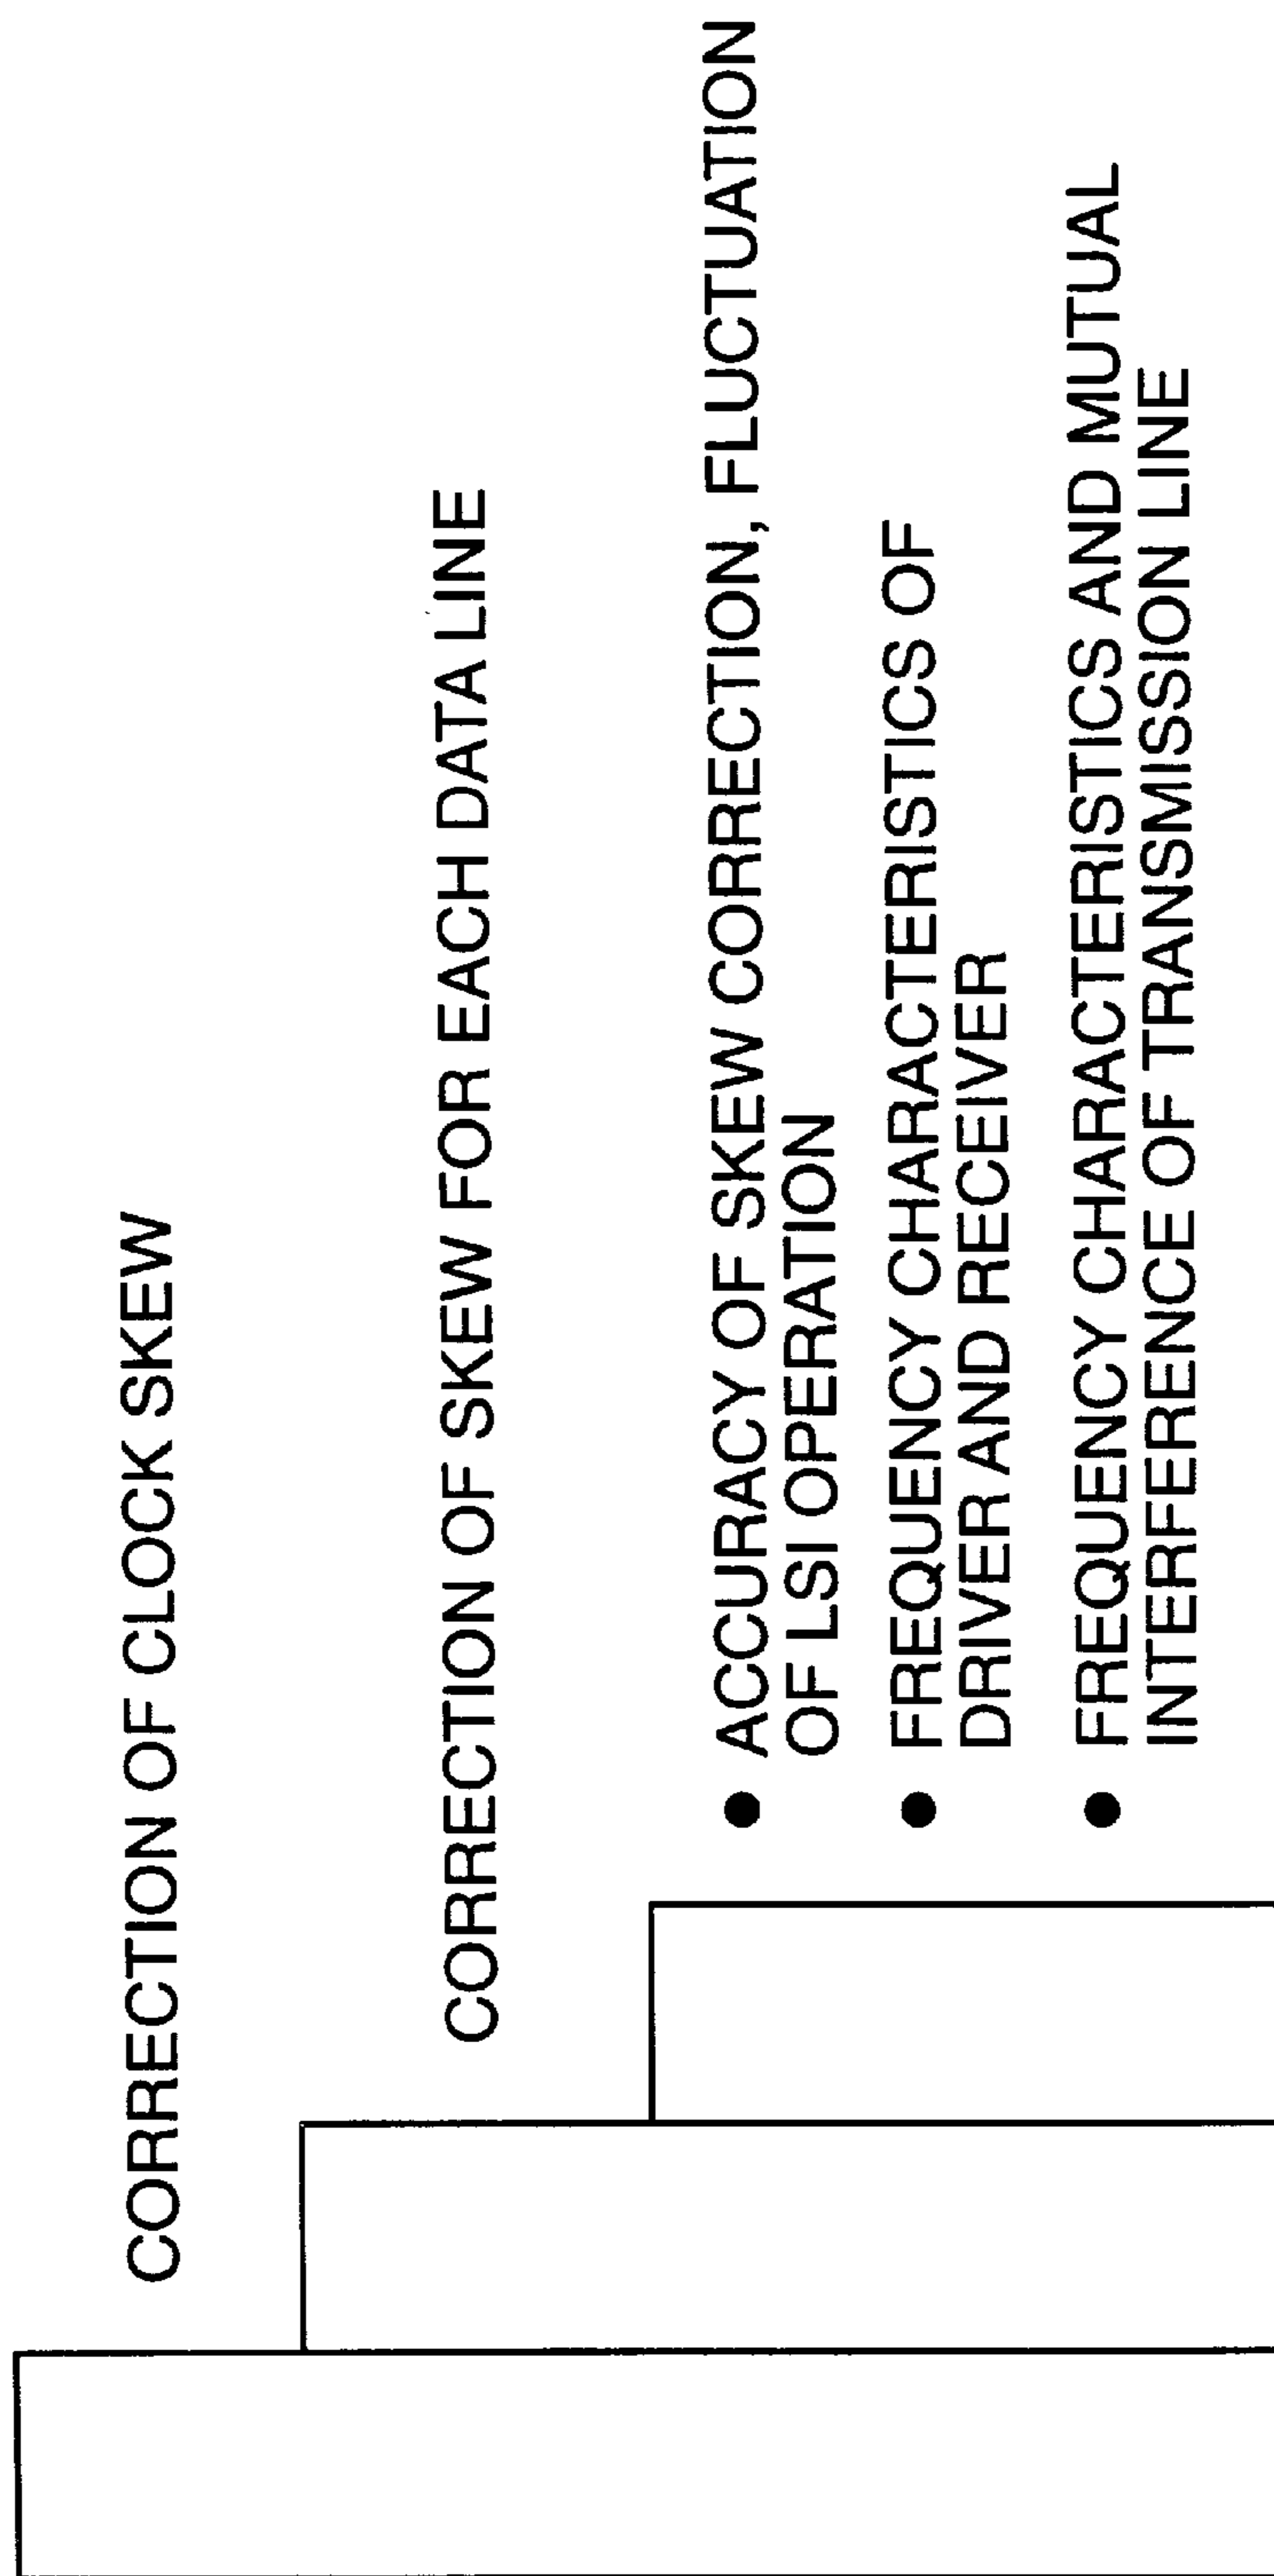 CORRECTION OF CLOCK SKEW
CORRECTION OF SKEW FOR EACH DATA LINE
● ACCURACY OF SKEW CORRECTION, FLUCTUATION
OF LSI OPERATION
● FREQUENCY CHARACTERISTICS OF
DRIVER AND RECEIVER
● FREQUENCY CHARACTERISTICS AND MUTUAL
INTERFERENCE OF TRANSMISSION LINE